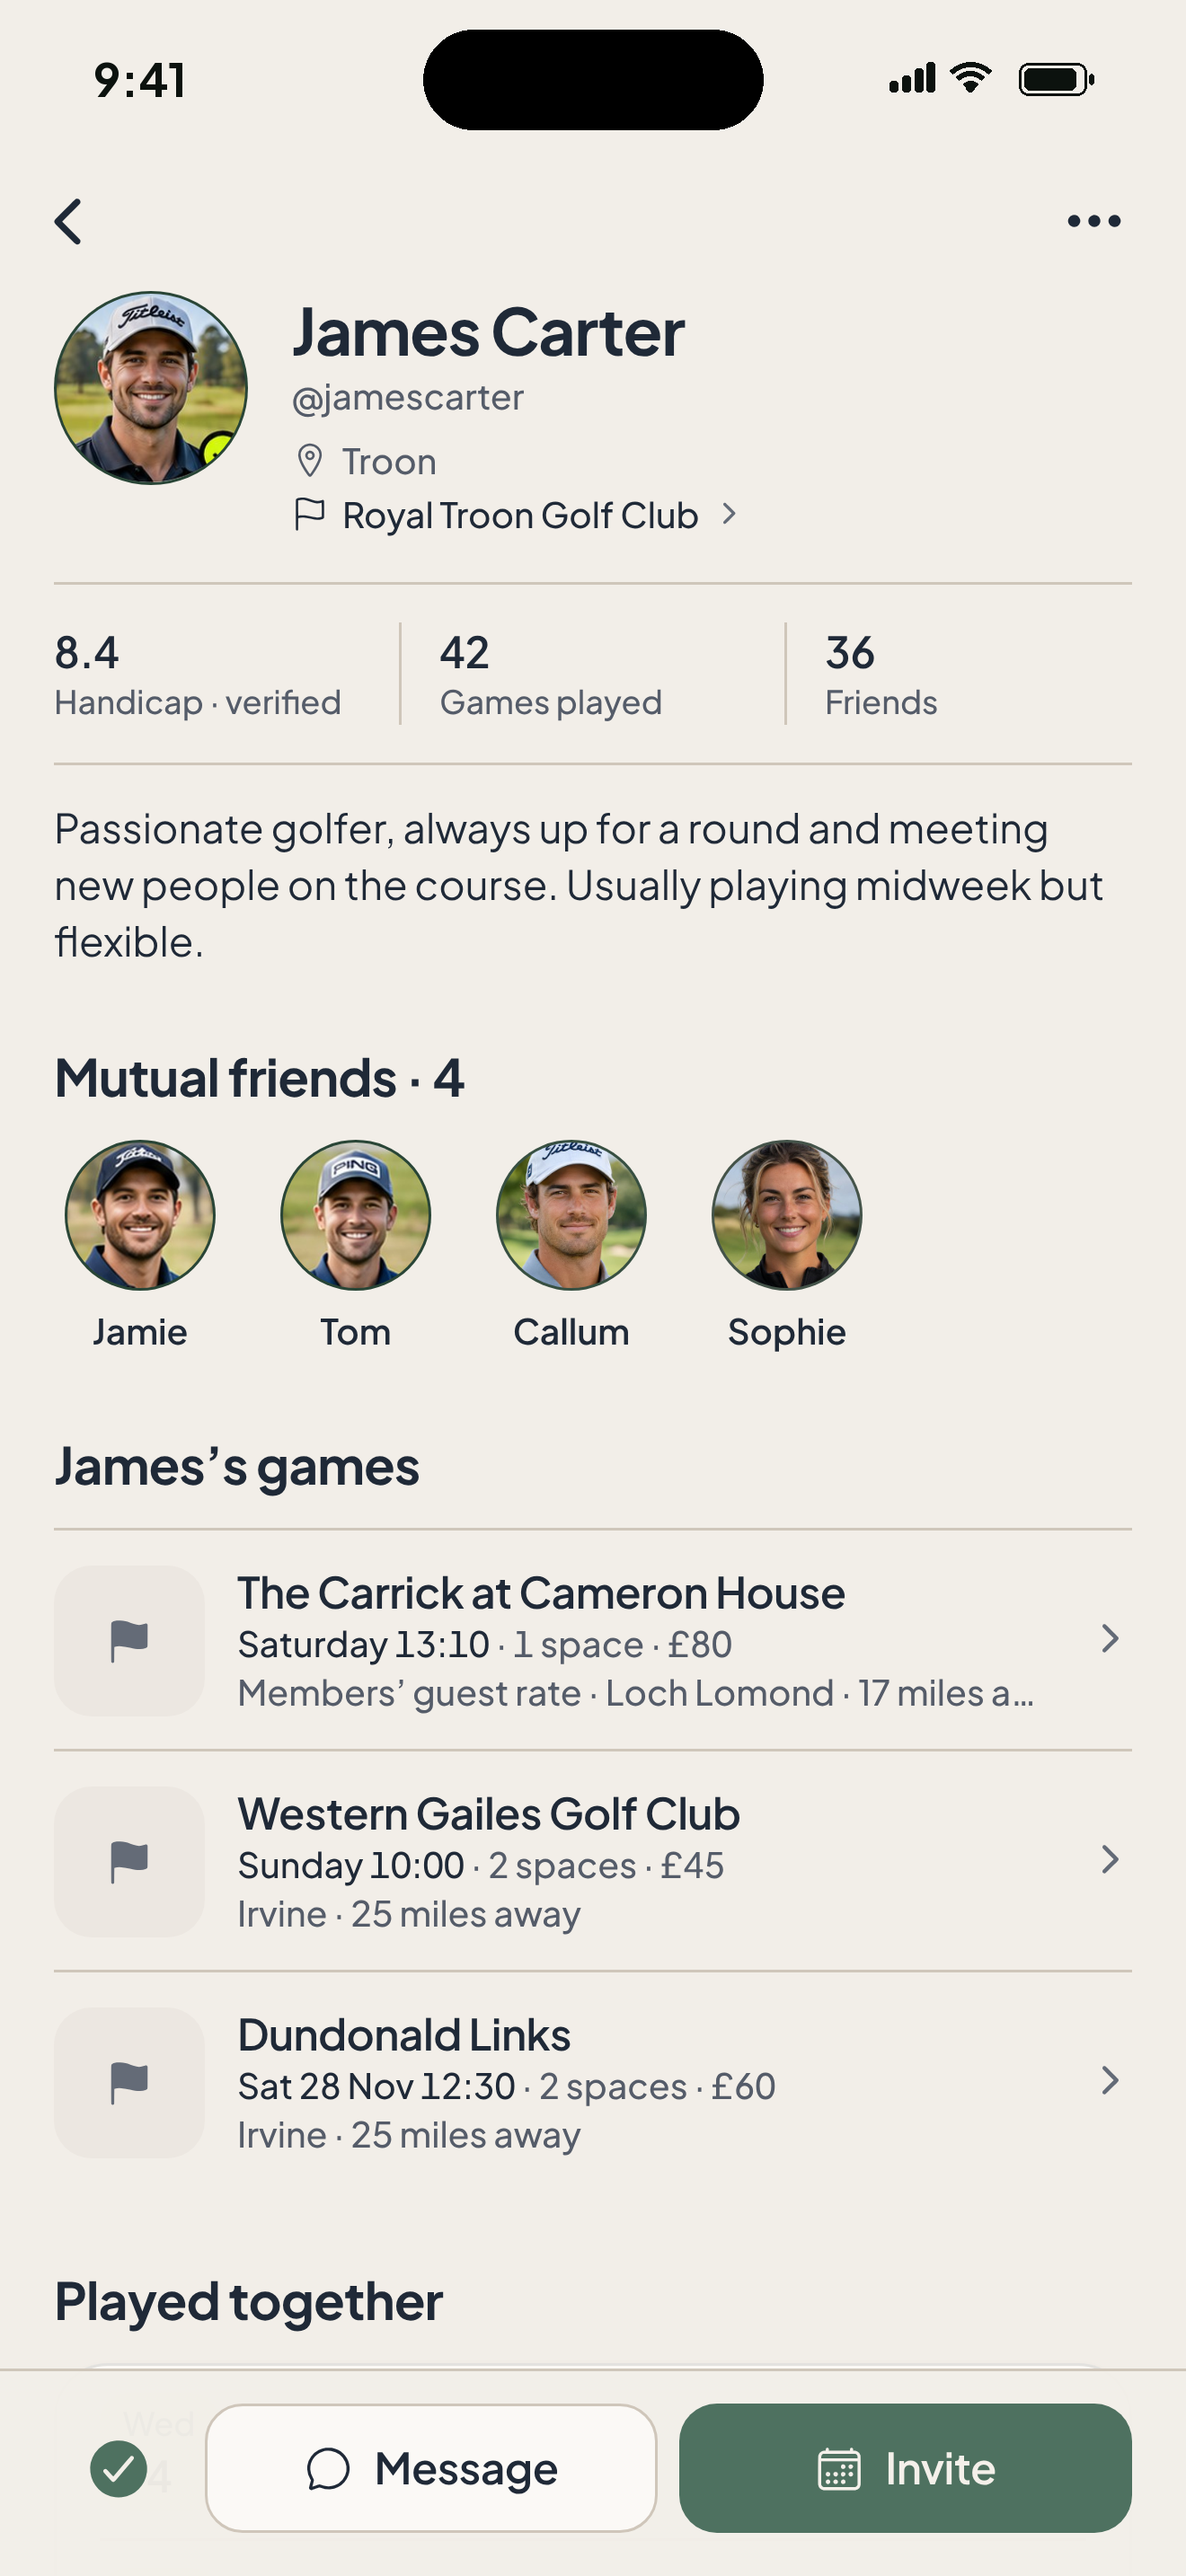 9:41
Titleist
James Carter
@jamescarter
Troon
Royal Troon Golf Club
8.4
Handicap · verified
42
Games played
36
Friends
Passionate golfer, always up for a round and meeting
new people on the course. Usually playing midweek but
flexible.
Mutual friends · 4
PING
Titleist
Jamie
Tom
Callum
Sophie
James’s games
The Carrick at Cameron House
Saturday 13:10 · 1 space · £80
Members’ guest rate · Loch Lomond · 17 miles a...
Western Gailes Golf Club
Sunday 10:00 · 2 spaces · £45
Irvine · 25 miles away
Dundonald Links
Sat 28 Nov 12:30 · 2 spaces · £60
Irvine · 25 miles away
Played together
Wed
4
Message
Invite